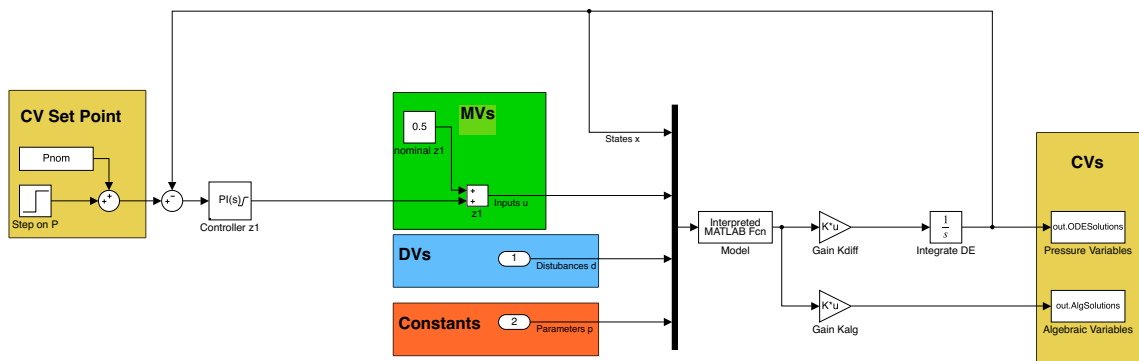 CV Set Point
Pnom
+
+
Step on P
+
−
PI(s)
Controller z1
MVs
0.5
nominal z1
+
+
z1
Inputs u
DVs
1
Distubances d
Constants
2
Parameters p
States x
Interpreted
MATLAB Fcn
Model
K*u
Gain Kdiff
K*u
Gain Kalg
1
s
Integrate DE
CVs
out.ODESolutions
Pressure Variables
out.AlgSolutions
Algebraic Variables